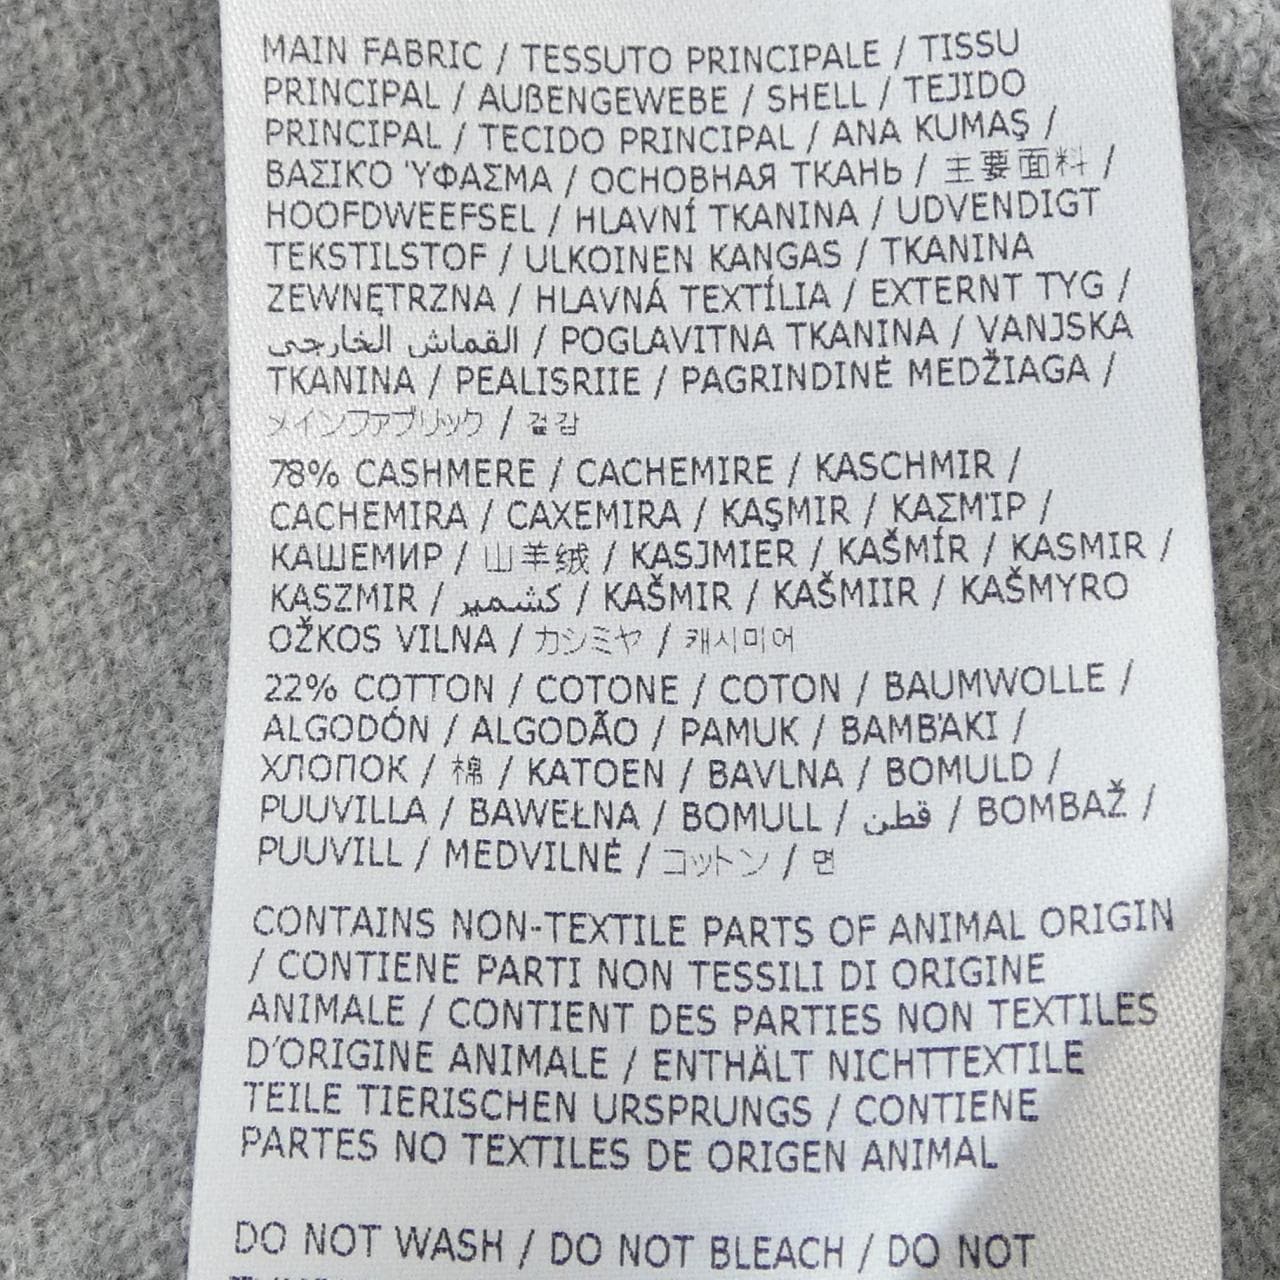 MAIN FABRIC / TESSUTO PRINCIPALE / TISSU
PRINCIPAL / AUßENGEWEBE / SHELL / TEJIDO
PRINCIPAL / TECIDO PRINCIPAL / ANA KUMAŞ /
ΒΑΣΙΚΟ ΎΦΑΣΜΑ / ОСНОВНАЯ ТКАНЬ / 主要面料 /
HOOFDWEEFSEL / HLAVNÍ TKANINA / UDVENDIGT
TEKSTILSTOF / ULKOINEN KANGAS / TKANINA
ZEWNĘTRZNA / HLAVNÁ TEXTÍLIA / EXTERNT TYG /
القماش الخارجي / POGLAVITNA TKANINA / VANJSKA
TKANINA / PEALISRIIE / PAGRINDINĖ MEDŽIAGA /
メインファブリック / 겉감
78% CASHMERE / CACHEMIRE / KASCHMIR /
CACHEMIRA / CAXEMIRA / KAŞMIR / ΚΑΣΜΊΡ /
КАШЕМИР / 山羊绒 / KASJMIER / KAŠMÍR / KASMIR /
KASZMIR / كشمير / KAŠMIR / KAŠMIIR / KAŠMYRO
OŽKOS VILNA / カシミヤ / 캐시미어
22% COTTON / COTONE / COTON / BAUMWOLLE /
ALGODÓN / ALGODÃO / PAMUK / ΒΑΜΒΆΚΙ /
ХЛОПОК / 棉 / KATOEN / BAVLNA / BOMULD /
PUUVILLA / BAWEŁNA / BOMULL / قطن / BOMBAŽ /
PUUVILL / MEDVILNĖ / コットン / 면
CONTAINS NON-TEXTILE PARTS OF ANIMAL ORIGIN
/ CONTIENE PARTI NON TESSILI DI ORIGINE
ANIMALE / CONTIENT DES PARTIES NON TEXTILES
D'ORIGINE ANIMALE / ENTHÄLT NICHTTEXTILE
TEILE TIERISCHEN URSPRUNGS / CONTIENE
PARTES NO TEXTILES DE ORIGEN ANIMAL
DO NOT WASH / DO NOT BLEACH / DO NOT